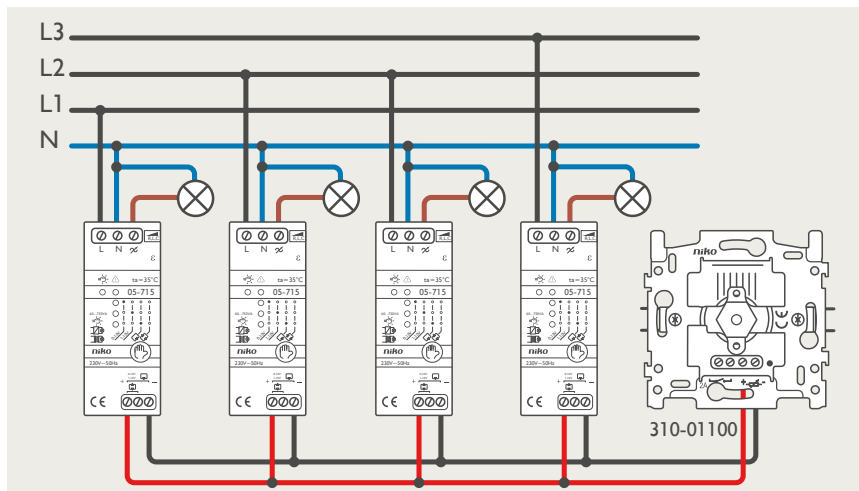 L3
L2
L1
N
L N
R,L,C
ε
ta=35°C
05-715
niko
230V~50Hz
+ −
CE
L N
R,L,C
ε
ta=35°C
05-715
niko
230V~50Hz
+ −
CE
L N
R,L,C
ε
ta=35°C
05-715
niko
230V~50Hz
+ −
CE
L N
R,L,C
ε
ta=35°C
05-715
niko
230V~50Hz
+ −
CE
niko
CE
2A
+ -
310-01100